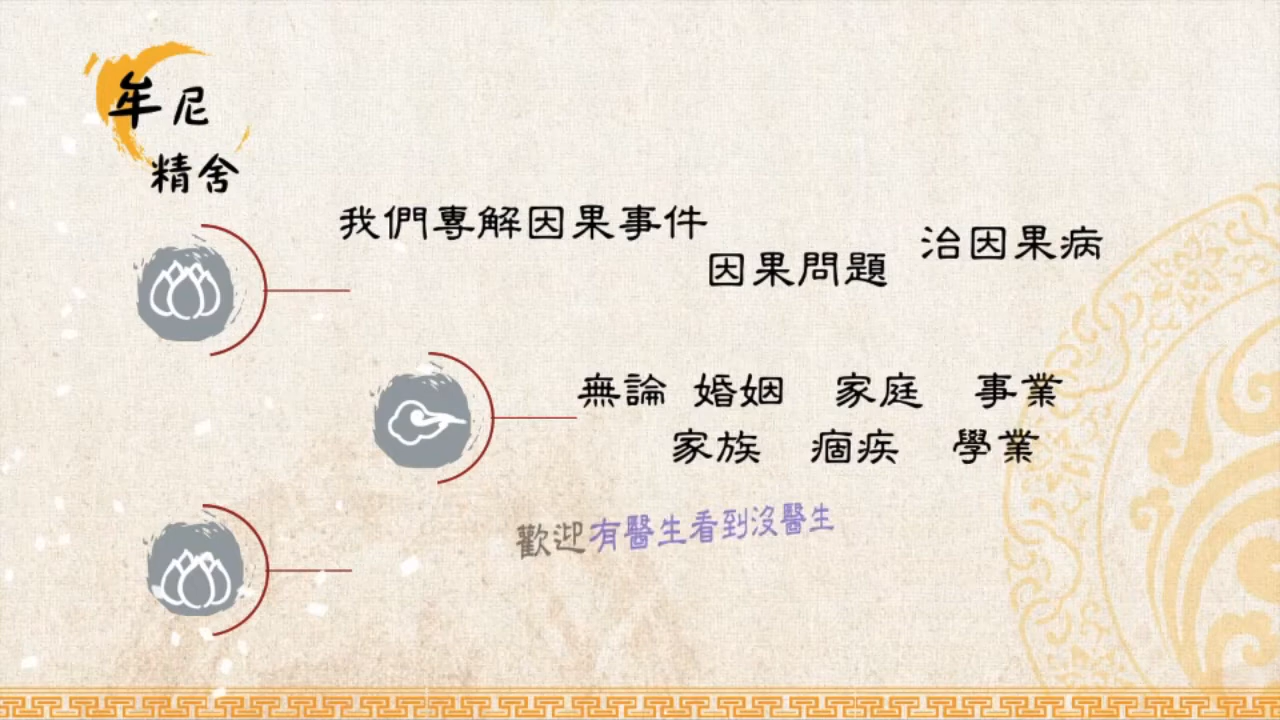 牟尼
精舍
我們專解因果事件
因果問題
治因果病
無論 婚姻 家庭 事業
家族 痼疾 學業
歡迎有醫生看到沒醫生